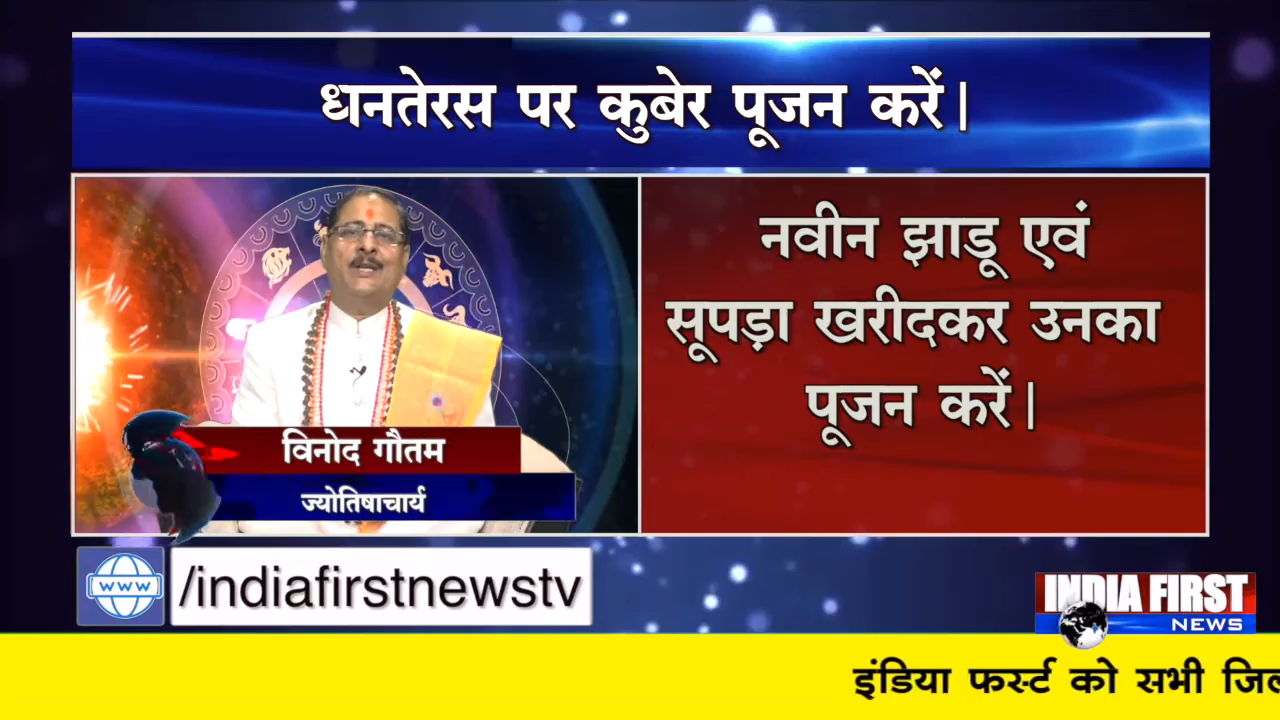 धनतेरस पर कुबेर पूजन करें|
नवीन झाडू एवं
सूपड़ा खरीदकर उनका
पूजन करें|
विनोद गौतम
ज्योतिषाचार्य
www
/indiafirstnewstv
INDIA FIRST
NEWS
इंडिया फर्स्ट को सभी